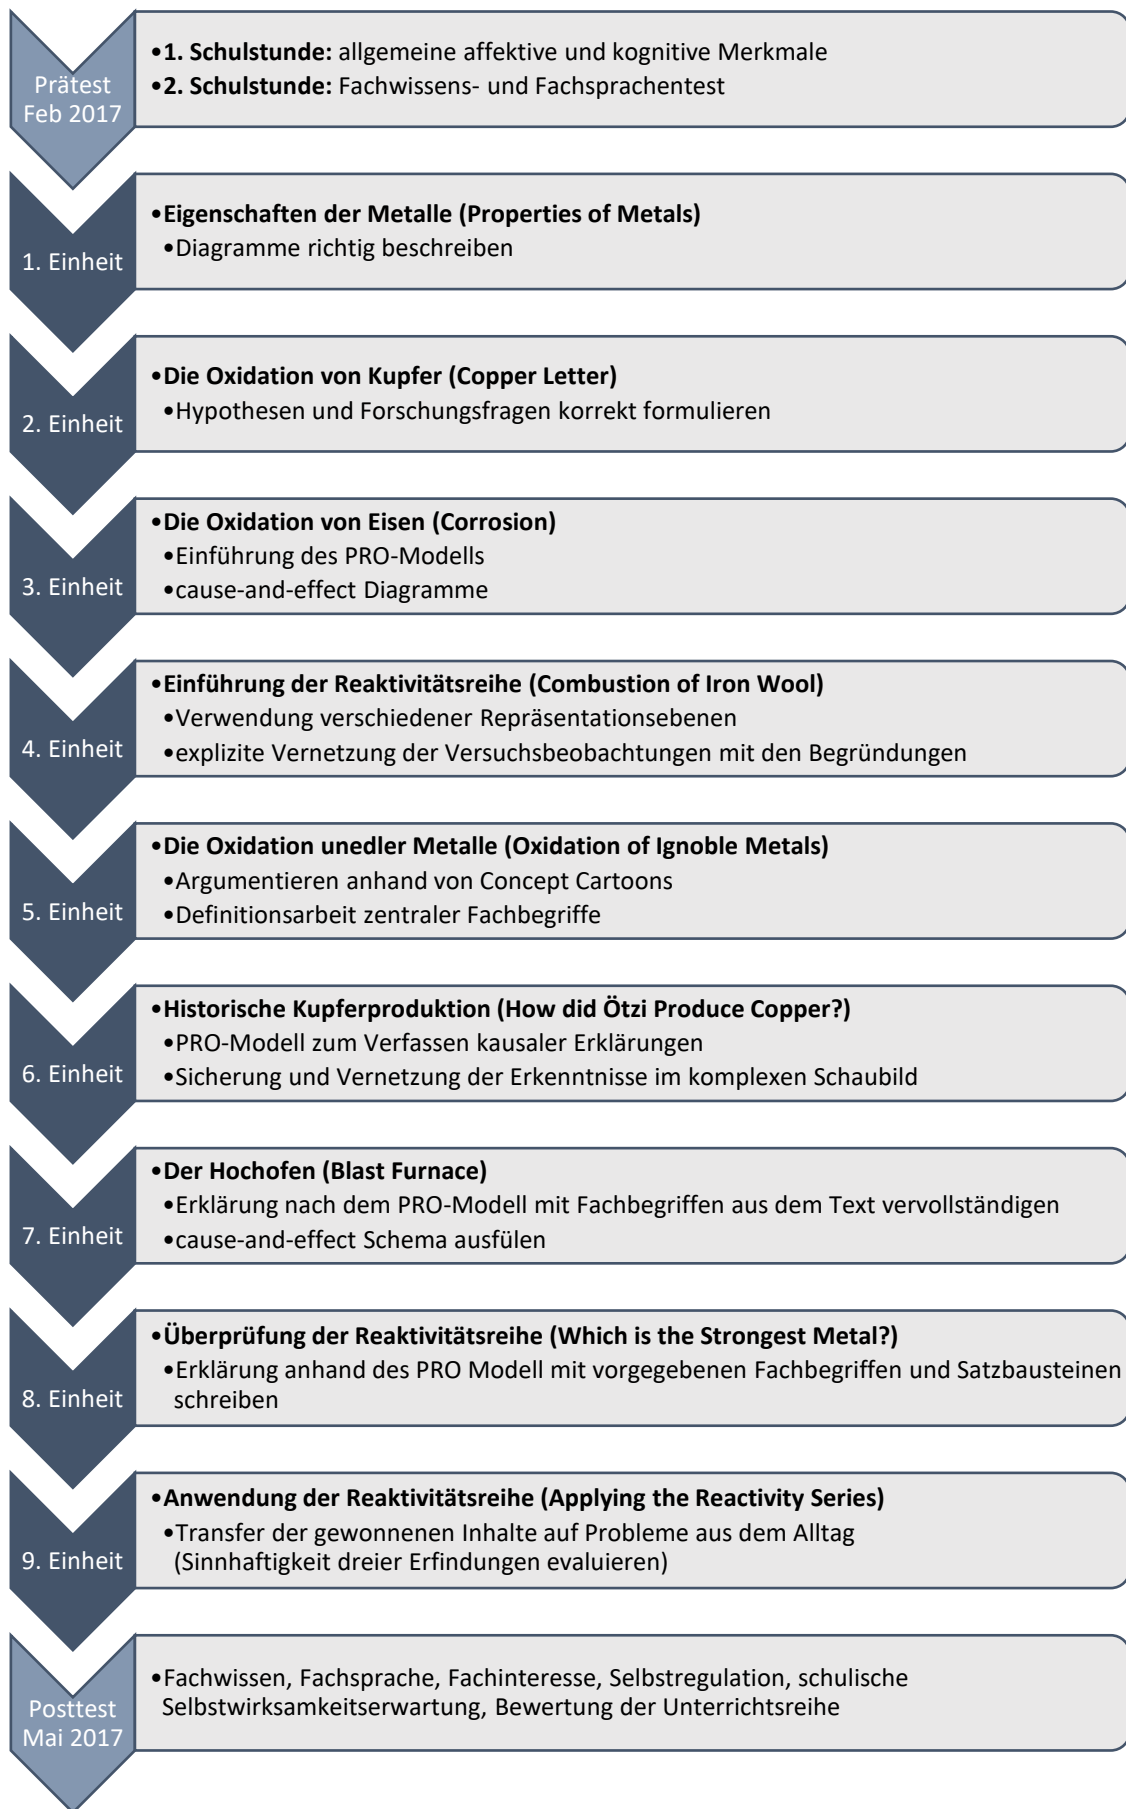 Prätest
Feb 2017
•1. Schulstunde: allgemeine affektive und kognitive Merkmale
•2. Schulstunde: Fachwissens- und Fachsprachentest
1. Einheit
•Eigenschaften der Metalle (Properties of Metals)
•Diagramme richtig beschreiben
2. Einheit
•Die Oxidation von Kupfer (Copper Letter)
•Hypothesen und Forschungsfragen korrekt formulieren
3. Einheit
•Die Oxidation von Eisen (Corrosion)
•Einführung des PRO-Modells
•cause-and-effect Diagramme
4. Einheit
•Einführung der Reaktivitätsreihe (Combustion of Iron Wool)
•Verwendung verschiedener Repräsentationsebenen
•explizite Vernetzung der Versuchsbeobachtungen mit den Begründungen
5. Einheit
•Die Oxidation unedler Metalle (Oxidation of Ignoble Metals)
•Argumentieren anhand von Concept Cartoons
•Definitionsarbeit zentraler Fachbegriffe
6. Einheit
•Historische Kupferproduktion (How did Ötzi Produce Copper?)
•PRO-Modell zum Verfassen kausaler Erklärungen
•Sicherung und Vernetzung der Erkenntnisse im komplexen Schaubild
7. Einheit
•Der Hochofen (Blast Furnace)
•Erklärung nach dem PRO-Modell mit Fachbegriffen aus dem Text vervollständigen
•cause-and-effect Schema ausfülen
8. Einheit
•Überprüfung der Reaktivitätsreihe (Which is the Strongest Metal?)
•Erklärung anhand des PRO Modell mit vorgegebenen Fachbegriffen und Satzbausteinen
schreiben
9. Einheit
•Anwendung der Reaktivitätsreihe (Applying the Reactivity Series)
•Transfer der gewonnenen Inhalte auf Probleme aus dem Alltag
(Sinnhaftigkeit dreier Erfindungen evaluieren)
Posttest
Mai 2017
•Fachwissen, Fachsprache, Fachinteresse, Selbstregulation, schulische
Selbstwirksamkeitserwartung, Bewertung der Unterrichtsreihe